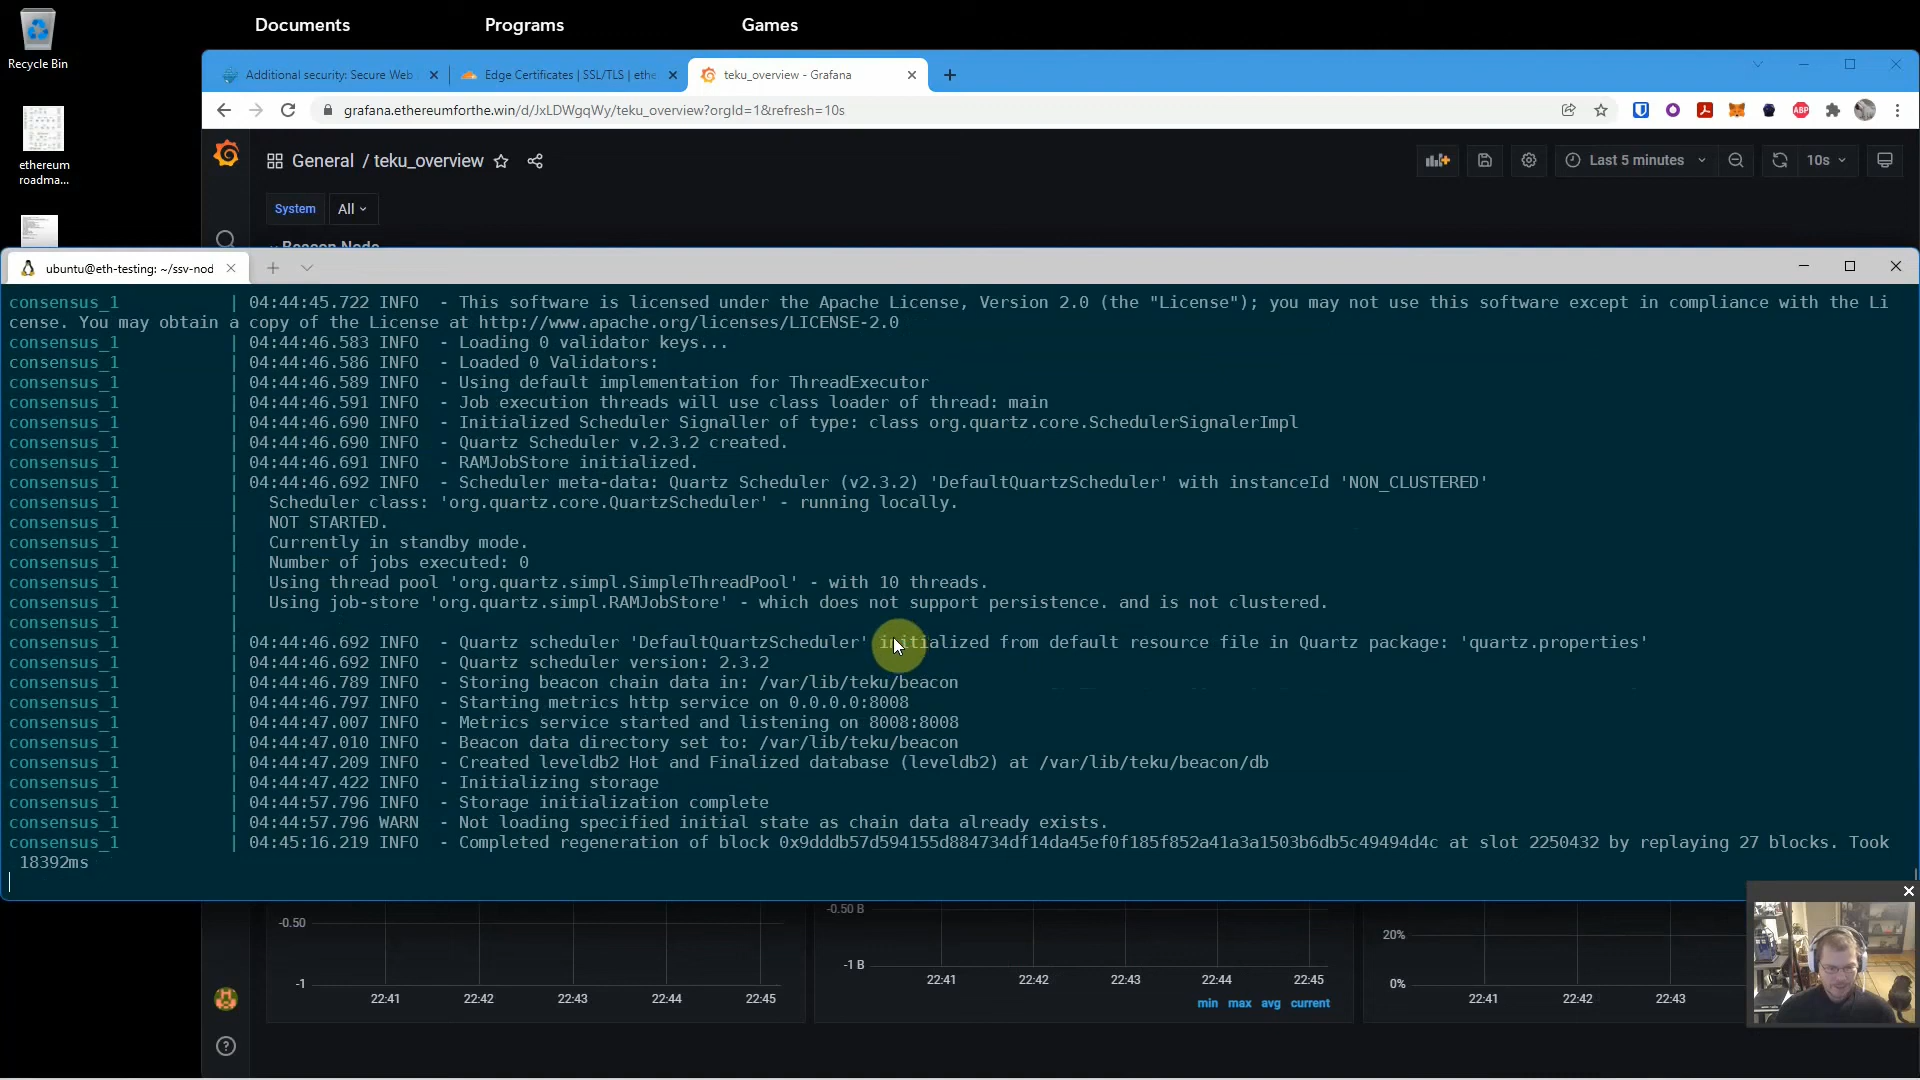 Documents
Programs
Games
Recycle Bin
Additional security: Secure Web
Edge Certificates | SSL/TLS | ethe
teku_overview - Grafana
grafana.ethereumforthe.win/d/JxLDWgqWy/teku_overview?orgId=1&refresh=10s
ABP
ethereum
roadma...
General / teku_overview
Last 5 minutes
10s
System
All
Beacon Node
ubuntu@eth-testing: ~/ssv-nod
consensus_1 | 04:44:45.722 INFO - This software is licensed under the Apache License, Version 2.0 (the "License"); you may not use this software except in compliance with the Li
cense. You may obtain a copy of the License at http://www.apache.org/licenses/LICENSE-2.0
consensus_1 | 04:44:46.583 INFO - Loading 0 validator keys...
consensus_1 | 04:44:46.586 INFO - Loaded 0 Validators:
consensus_1 | 04:44:46.589 INFO - Using default implementation for ThreadExecutor
consensus_1 | 04:44:46.591 INFO - Job execution threads will use class loader of thread: main
consensus_1 | 04:44:46.690 INFO - Initialized Scheduler Signaller of type: class org.quartz.core.SchedulerSignalerImpl
consensus_1 | 04:44:46.690 INFO - Quartz Scheduler v.2.3.2 created.
consensus_1 | 04:44:46.691 INFO - RAMJobStore initialized.
consensus_1 | 04:44:46.692 INFO - Scheduler meta-data: Quartz Scheduler (v2.3.2) 'DefaultQuartzScheduler' with instanceId 'NON_CLUSTERED'
consensus_1 | Scheduler class: 'org.quartz.core.QuartzScheduler' - running locally.
consensus_1 | NOT STARTED.
consensus_1 | Currently in standby mode.
consensus_1 | Number of jobs executed: 0
consensus_1 | Using thread pool 'org.quartz.simpl.SimpleThreadPool' - with 10 threads.
consensus_1 | Using job-store 'org.quartz.simpl.RAMJobStore' - which does not support persistence. and is not clustered.
consensus_1 |
consensus_1 | 04:44:46.692 INFO - Quartz scheduler 'DefaultQuartzScheduler' initialized from default resource file in Quartz package: 'quartz.properties'
consensus_1 | 04:44:46.692 INFO - Quartz scheduler version: 2.3.2
consensus_1 | 04:44:46.789 INFO - Storing beacon chain data in: /var/lib/teku/beacon
consensus_1 | 04:44:46.797 INFO - Starting metrics http service on 0.0.0.0:8008
consensus_1 | 04:44:47.007 INFO - Metrics service started and listening on 8008:8008
consensus_1 | 04:44:47.010 INFO - Beacon data directory set to: /var/lib/teku/beacon
consensus_1 | 04:44:47.209 INFO - Created leveldb2 Hot and Finalized database (leveldb2) at /var/lib/teku/beacon/db
consensus_1 | 04:44:47.422 INFO - Initializing storage
consensus_1 | 04:44:57.796 INFO - Storage initialization complete
consensus_1 | 04:44:57.796 WARN - Not loading specified initial state as chain data already exists.
consensus_1 | 04:45:16.219 INFO - Completed regeneration of block 0x9dddb57d594155d884734df14da45ef0f185f852a41a3a1503b6db5c49494d4c at slot 2250432 by replaying 27 blocks. Took
18392ms
-0.50
-1
22:41 22:42 22:43 22:44 22:45
-0.50 B
-1 B
22:41 22:42 22:43 22:44 22:45
min max avg current
20%
0%
22:41 22:42 22:43